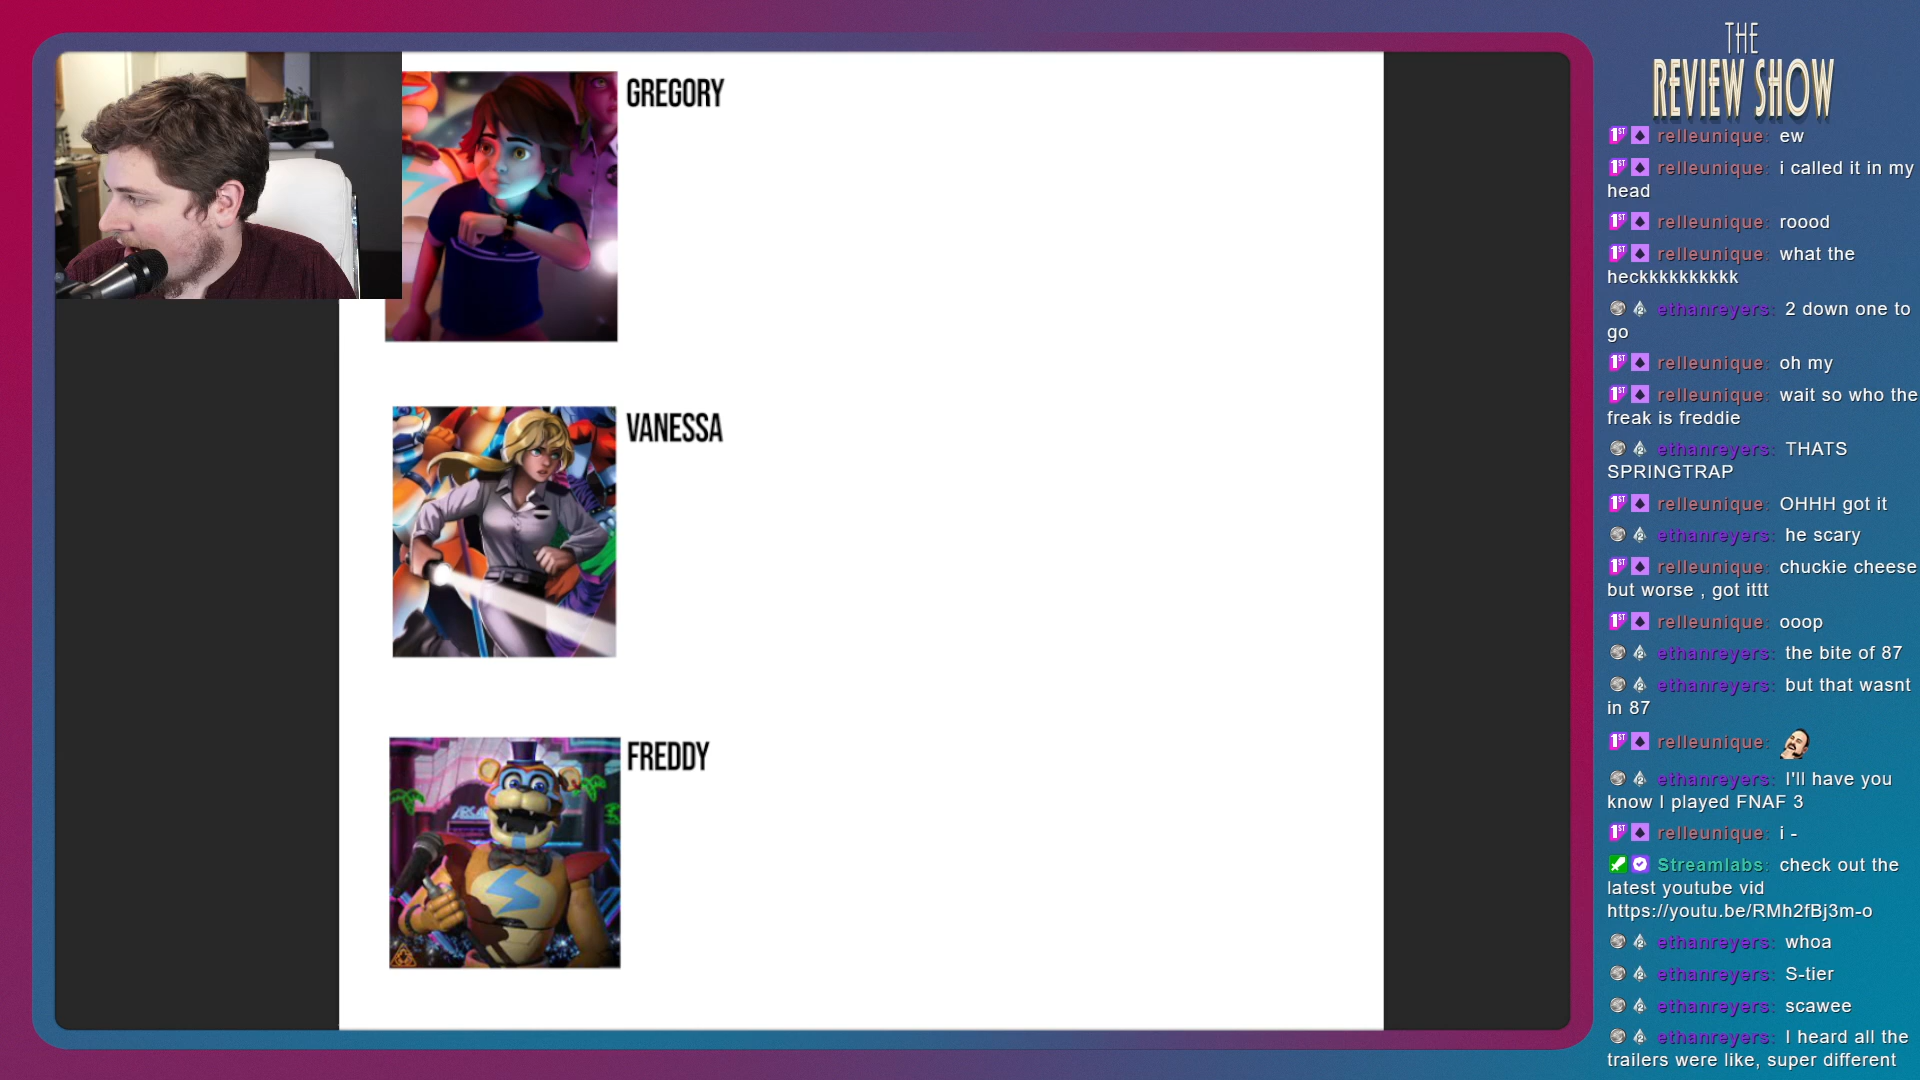 GREGORY
VANESSA
FREDDY
THE
REVIEW SHOW
relleunique: ew
relleunique: i called it in my
head
relleunique: roood
relleunique: what the
heckkkkkkkkkk
ethanreyers: 2 down one to
go
relleunique: oh my
relleunique: wait so who the
freak is freddie
ethanreyers: THATS
SPRINGTRAP
relleunique: OHHH got it
ethanreyers: he scary
relleunique: chuckie cheese
but worse , got ittt
relleunique: ooop
ethanreyers: the bite of 87
ethanreyers: but that wasnt
in 87
relleunique:
ethanreyers: I'll have you
know I played FNAF 3
relleunique: i -
Streamlabs: check out the
latest youtube vid
https://youtu.be/RMh2fBj3m-o
ethanreyers: whoa
ethanreyers: S-tier
ethanreyers: scawee
ethanreyers: I heard all the
trailers were like, super different